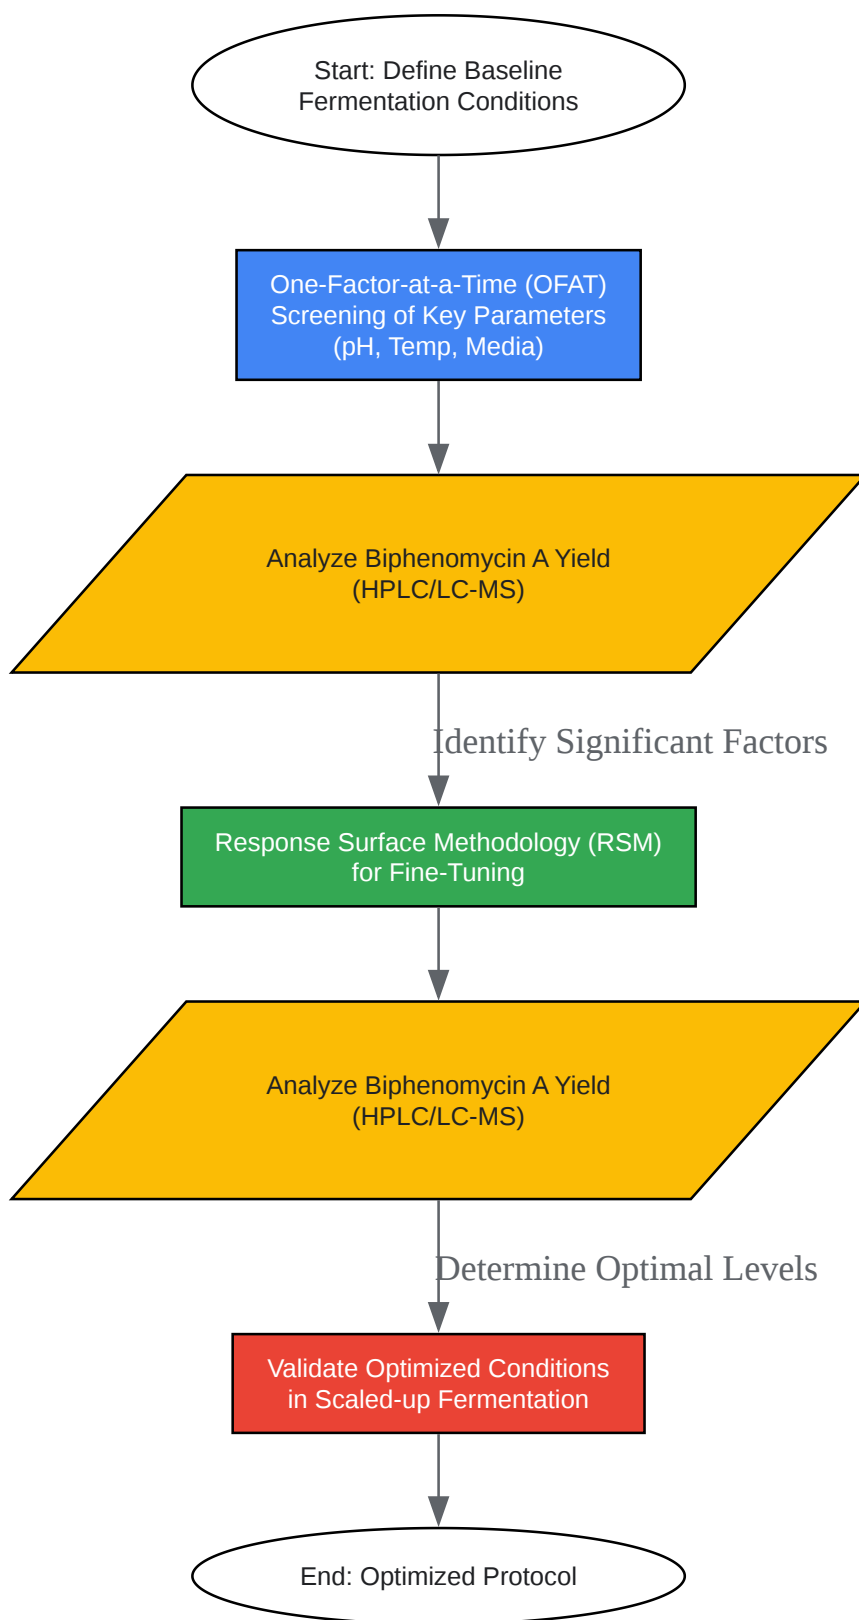 Start: Define Baseline
Fermentation Conditions
One-Factor-at-a-Time (OFAT)
Screening of Key Parameters
(pH, Temp, Media)
Analyze Biphenomycin A Yield
(HPLC/LC-MS)
Identify Significant Factors
Response Surface Methodology (RSM)
for Fine-Tuning
Analyze Biphenomycin A Yield
(HPLC/LC-MS)
Determine Optimal Levels
Validate Optimized Conditions
in Scaled-up Fermentation
End: Optimized Protocol